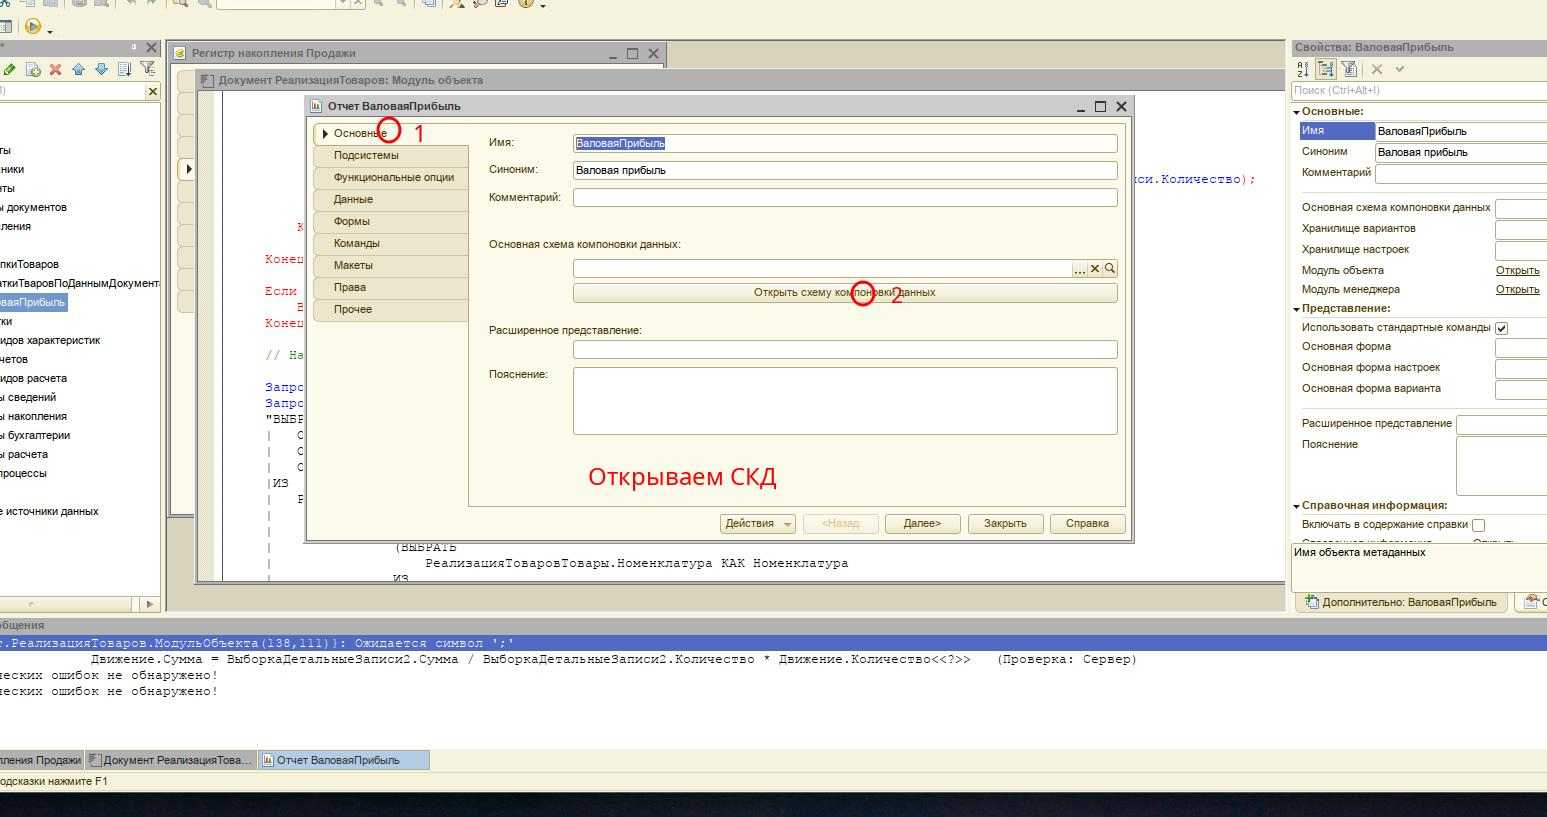 Регистр накопления Продажи
Свойства: ВаловаяПрибыль
Документ РеализацияТоваров: Модуль объекта
Поиск (Ctrl+Alt+I)
Отчет ВаловаяПрибыль
Основные:
Основные
1
Имя:
ВаловаяПрибыль
Имя
ВаловаяПрибыль
Подсистемы
Синоним:
Валовая прибыль
Синоним
Валовая прибыль
Функциональные опции
Комментарий:
Комментарий
си.Количество);
Данные
Формы
Команды
Макеты
Права
Прочее
Основная схема компоновки данных:
Открыть схему компоновки данных
2
Расширенное представление:
Пояснение:
Открываем СКД
Действия
<Назад
Далее>
Закрыть
Справка
ты
ники
нты
ы документов
ления
пкиТоваров
аткиТваровПоДаннымДокумент
ваяПрибыль
тки
идов характеристик
четов
идов расчета
ы сведений
ы накопления
ы бухгалтерии
ы расчета
процессы
е источники данных
К
Конец
Если
В
Конец
// На
Запро
Запро
"ВЫБР
| С
| С
| С
|ИЗ
| Р
|
|
| (ВЫБРАТЬ
| РеализацияТоваровТовары.Номенклатура КАК Номенклатура
| ИЗ
Основная схема компоновки данных
Хранилище вариантов
Хранилище настроек
Модуль объекта Открыть
Модуль менеджера Открыть
Представление:
Использовать стандартные команды
Основная форма
Основная форма настроек
Основная форма варианта
Расширенное представление
Пояснение
Справочная информация:
Включать в содержание справки
Имя объекта метаданных
Дополнительно: ВаловаяПрибыль
общения
т.РеализацияТоваров.МодульОбъекта(138,111)}: Ожидается символ ';'
Движение.Сумма = ВыборкаДетальныеЗаписи2.Сумма / ВыборкаДетальныеЗаписи2.Количество * Движение.Количество<<?>> (Проверка: Сервер)
ческих ошибок не обнаружено!
ческих ошибок не обнаружено!
пления Продажи
Документ РеализацияТова...
Отчет ВаловаяПрибыль
одсказки нажмите F1